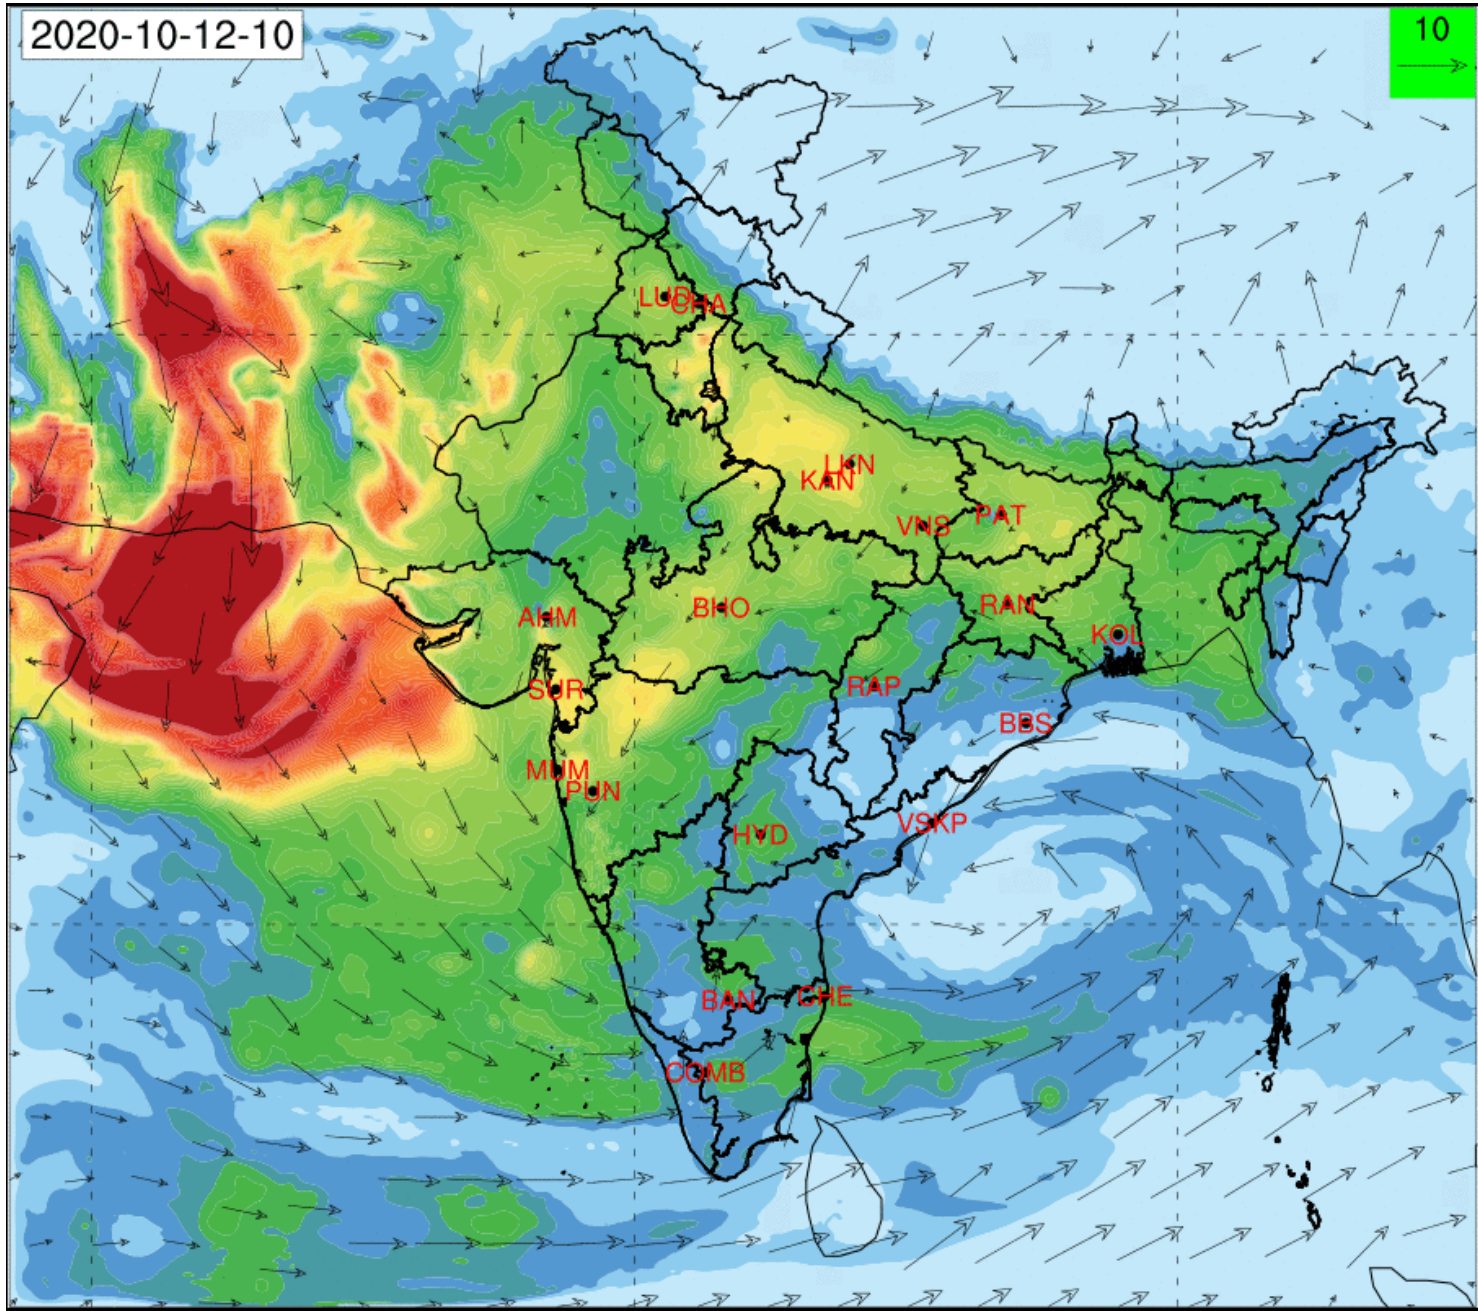 2020-10-12-10
10
LUD
CHA
LKN
KAN
PAT
VNS
BHO
RAN
AHM
KOL
SUR
RAP
BBS
MUM
PUN
VSKP
HYD
BAN
CHE
COMB